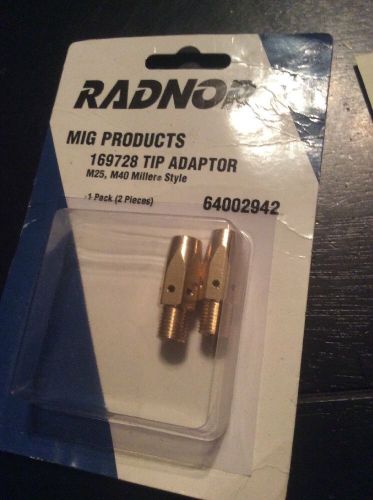 RADNOR
MIG PRODUCTS
169728 TIP ADAPTOR
M25, M40 Miller® Style
1 Pack (2 Pieces)
64002942